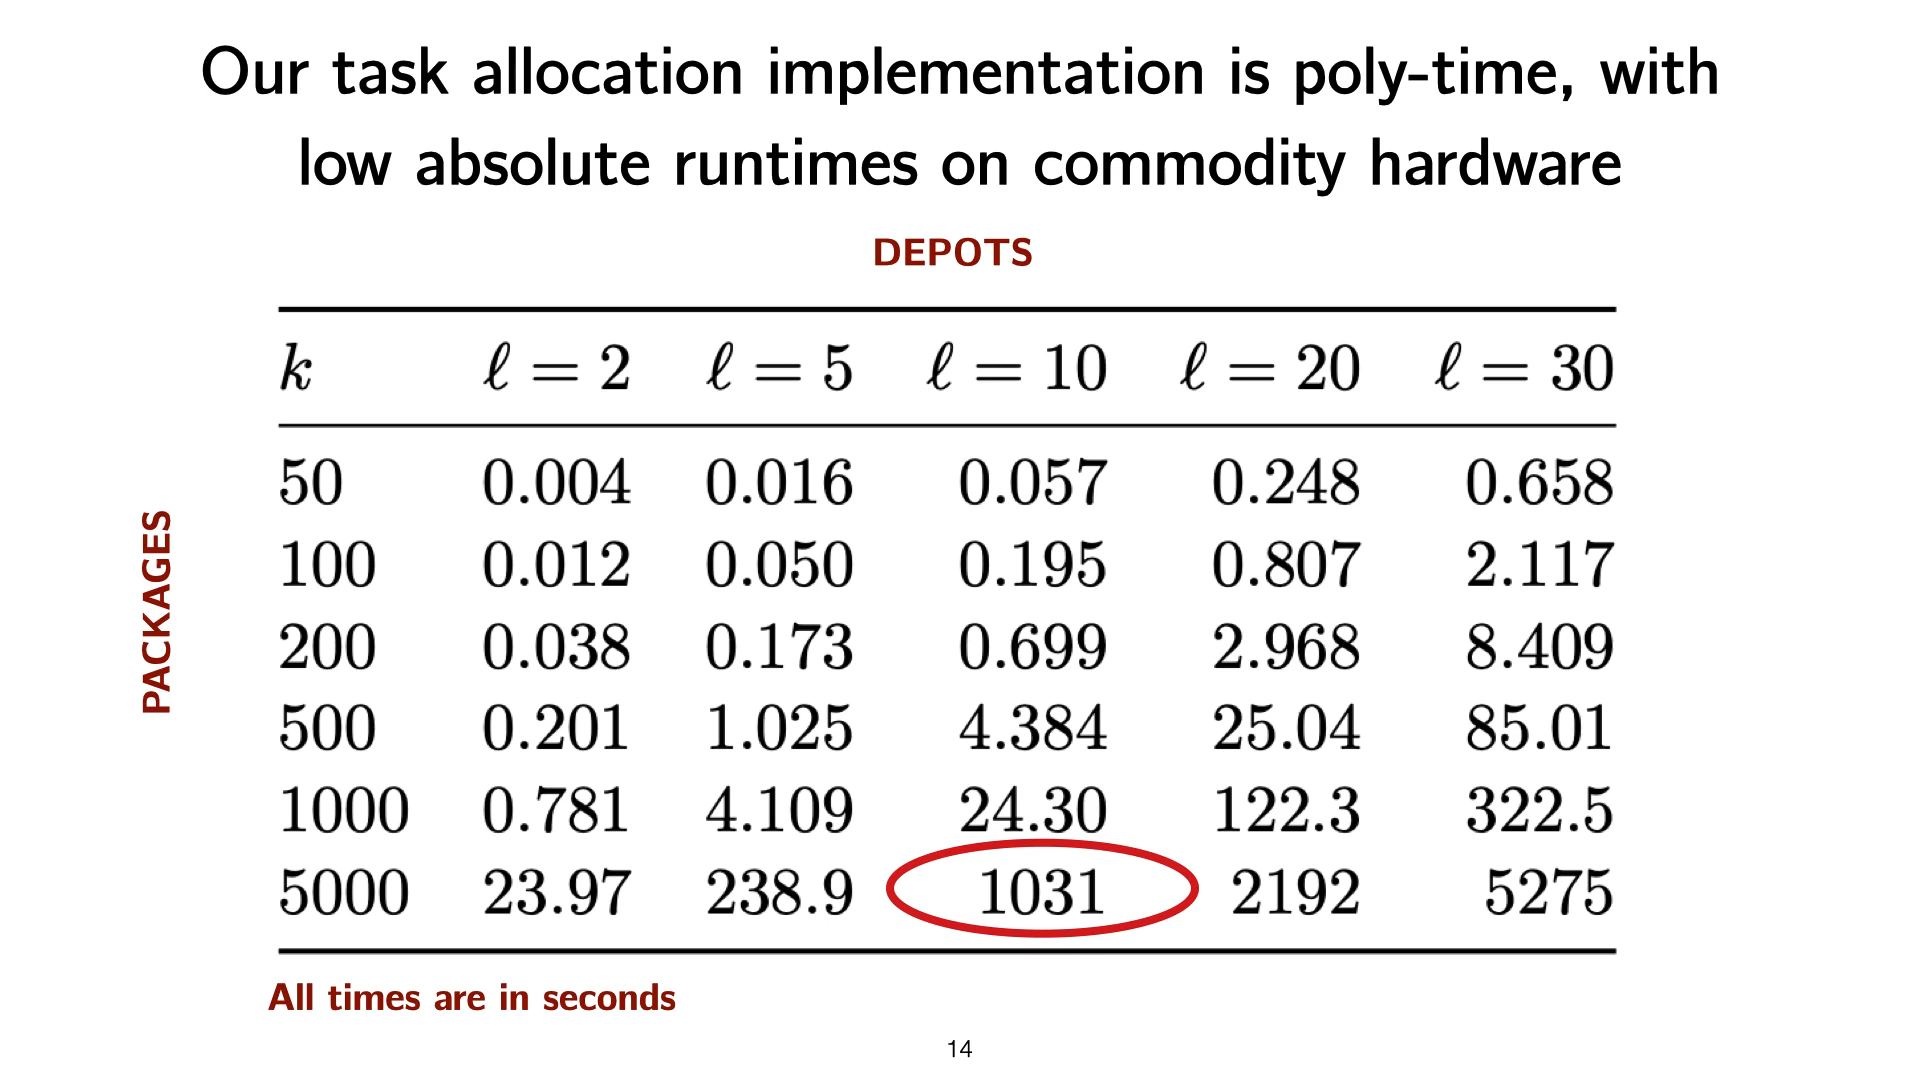 Our task allocation implementation is poly-time, with
low absolute runtimes on commodity hardware
DEPOTS
k ℓ = 2 ℓ = 5 ℓ = 10 ℓ = 20 ℓ = 30
PACKAGES
50 0.004 0.016 0.057 0.248 0.658
100 0.012 0.050 0.195 0.807 2.117
200 0.038 0.173 0.699 2.968 8.409
500 0.201 1.025 4.384 25.04 85.01
1000 0.781 4.109 24.30 122.3 322.5
5000 23.97 238.9 1031 2192 5275
All times are in seconds
14